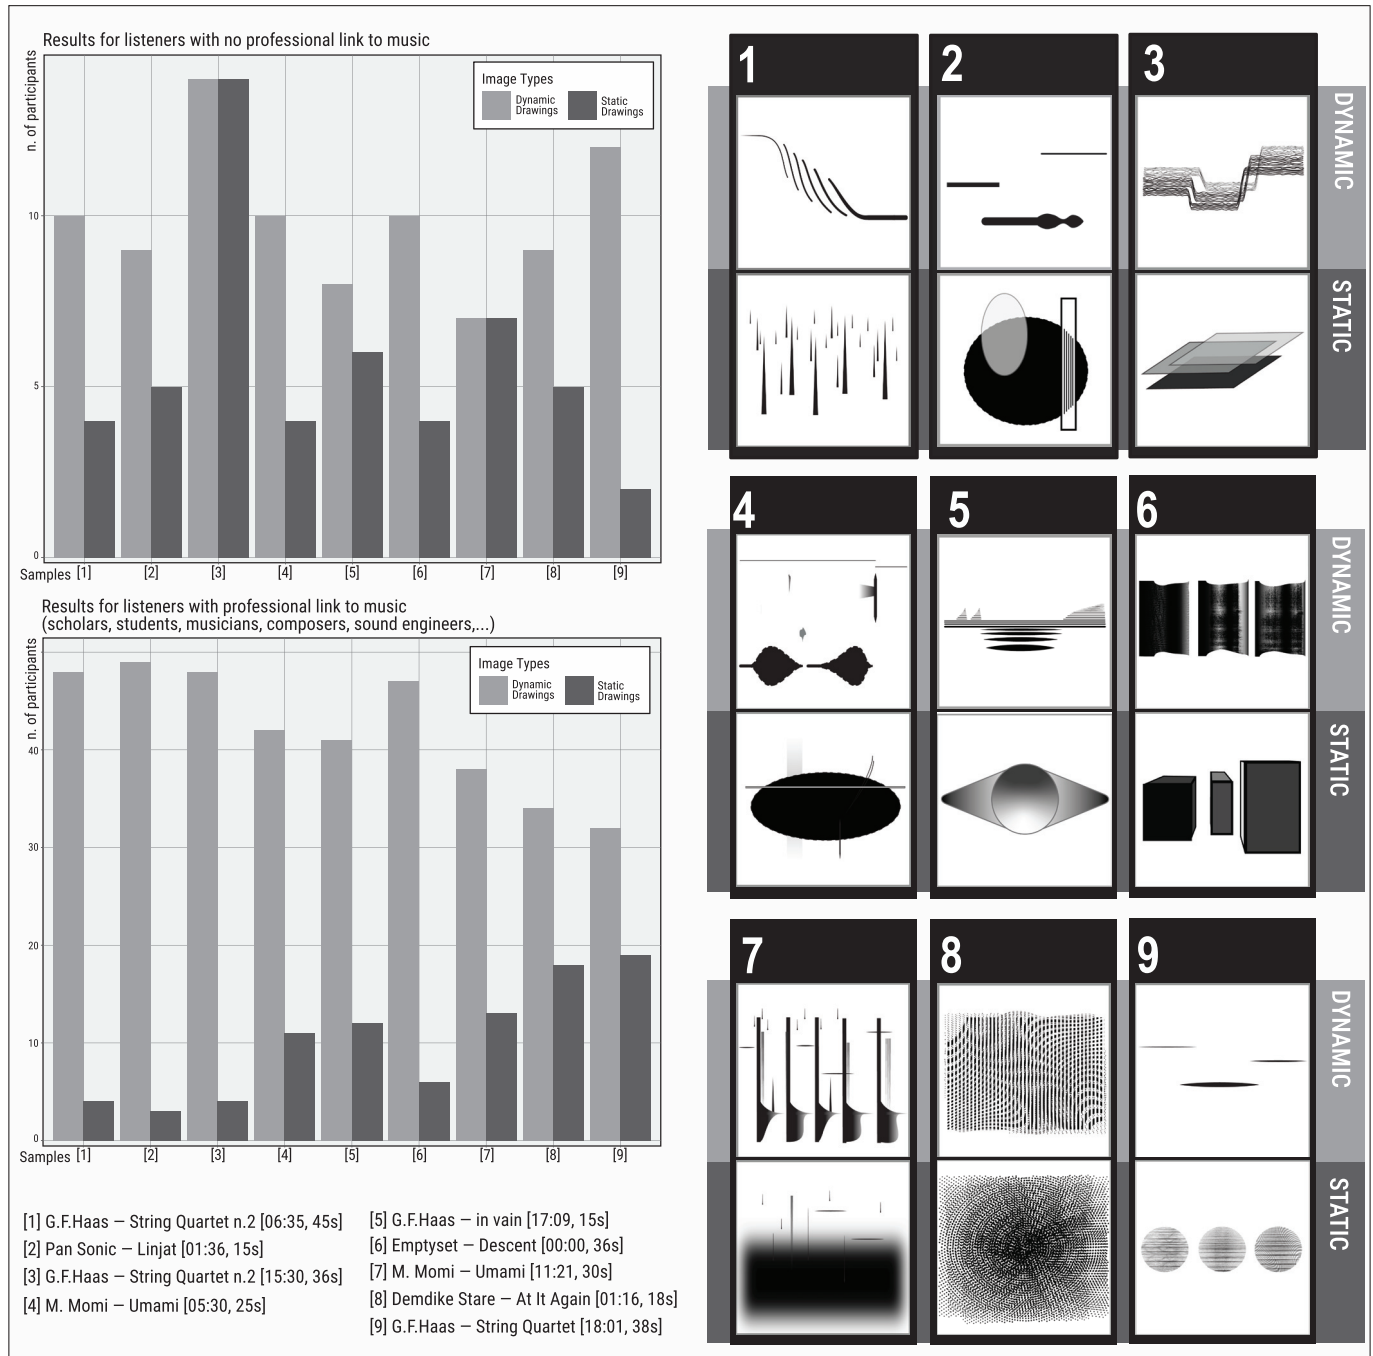 Results for listeners with no professional link to music
n. of participants
Image Types
Dynamic Drawings
Static Drawings
10
5
0
Samples [1] [2] [3] [4] [5] [6] [7] [8] [9]
Results for listeners with professional link to music
(scholars, students, musicians, composers, sound engineers,...)
n. of participants
Image Types
Dynamic Drawings
Static Drawings
40
30
20
10
0
Samples [1] [2] [3] [4] [5] [6] [7] [8] [9]
[1] G.F.Haas – String Quartet n.2 [06:35, 45s]
[2] Pan Sonic – Linjat [01:36, 15s]
[3] G.F.Haas – String Quartet n.2 [15:30, 36s]
[4] M. Momi – Umami [05:30, 25s]
[5] G.F.Haas – in vain [17:09, 15s]
[6] Emptyset – Descent [00:00, 36s]
[7] M. Momi – Umami [11:21, 30s]
[8] Demdike Stare – At It Again [01:16, 18s]
[9] G.F.Haas – String Quartet [18:01, 38s]
1 2 3
DYNAMIC
STATIC
4 5 6
DYNAMIC
STATIC
7 8 9
DYNAMIC
STATIC